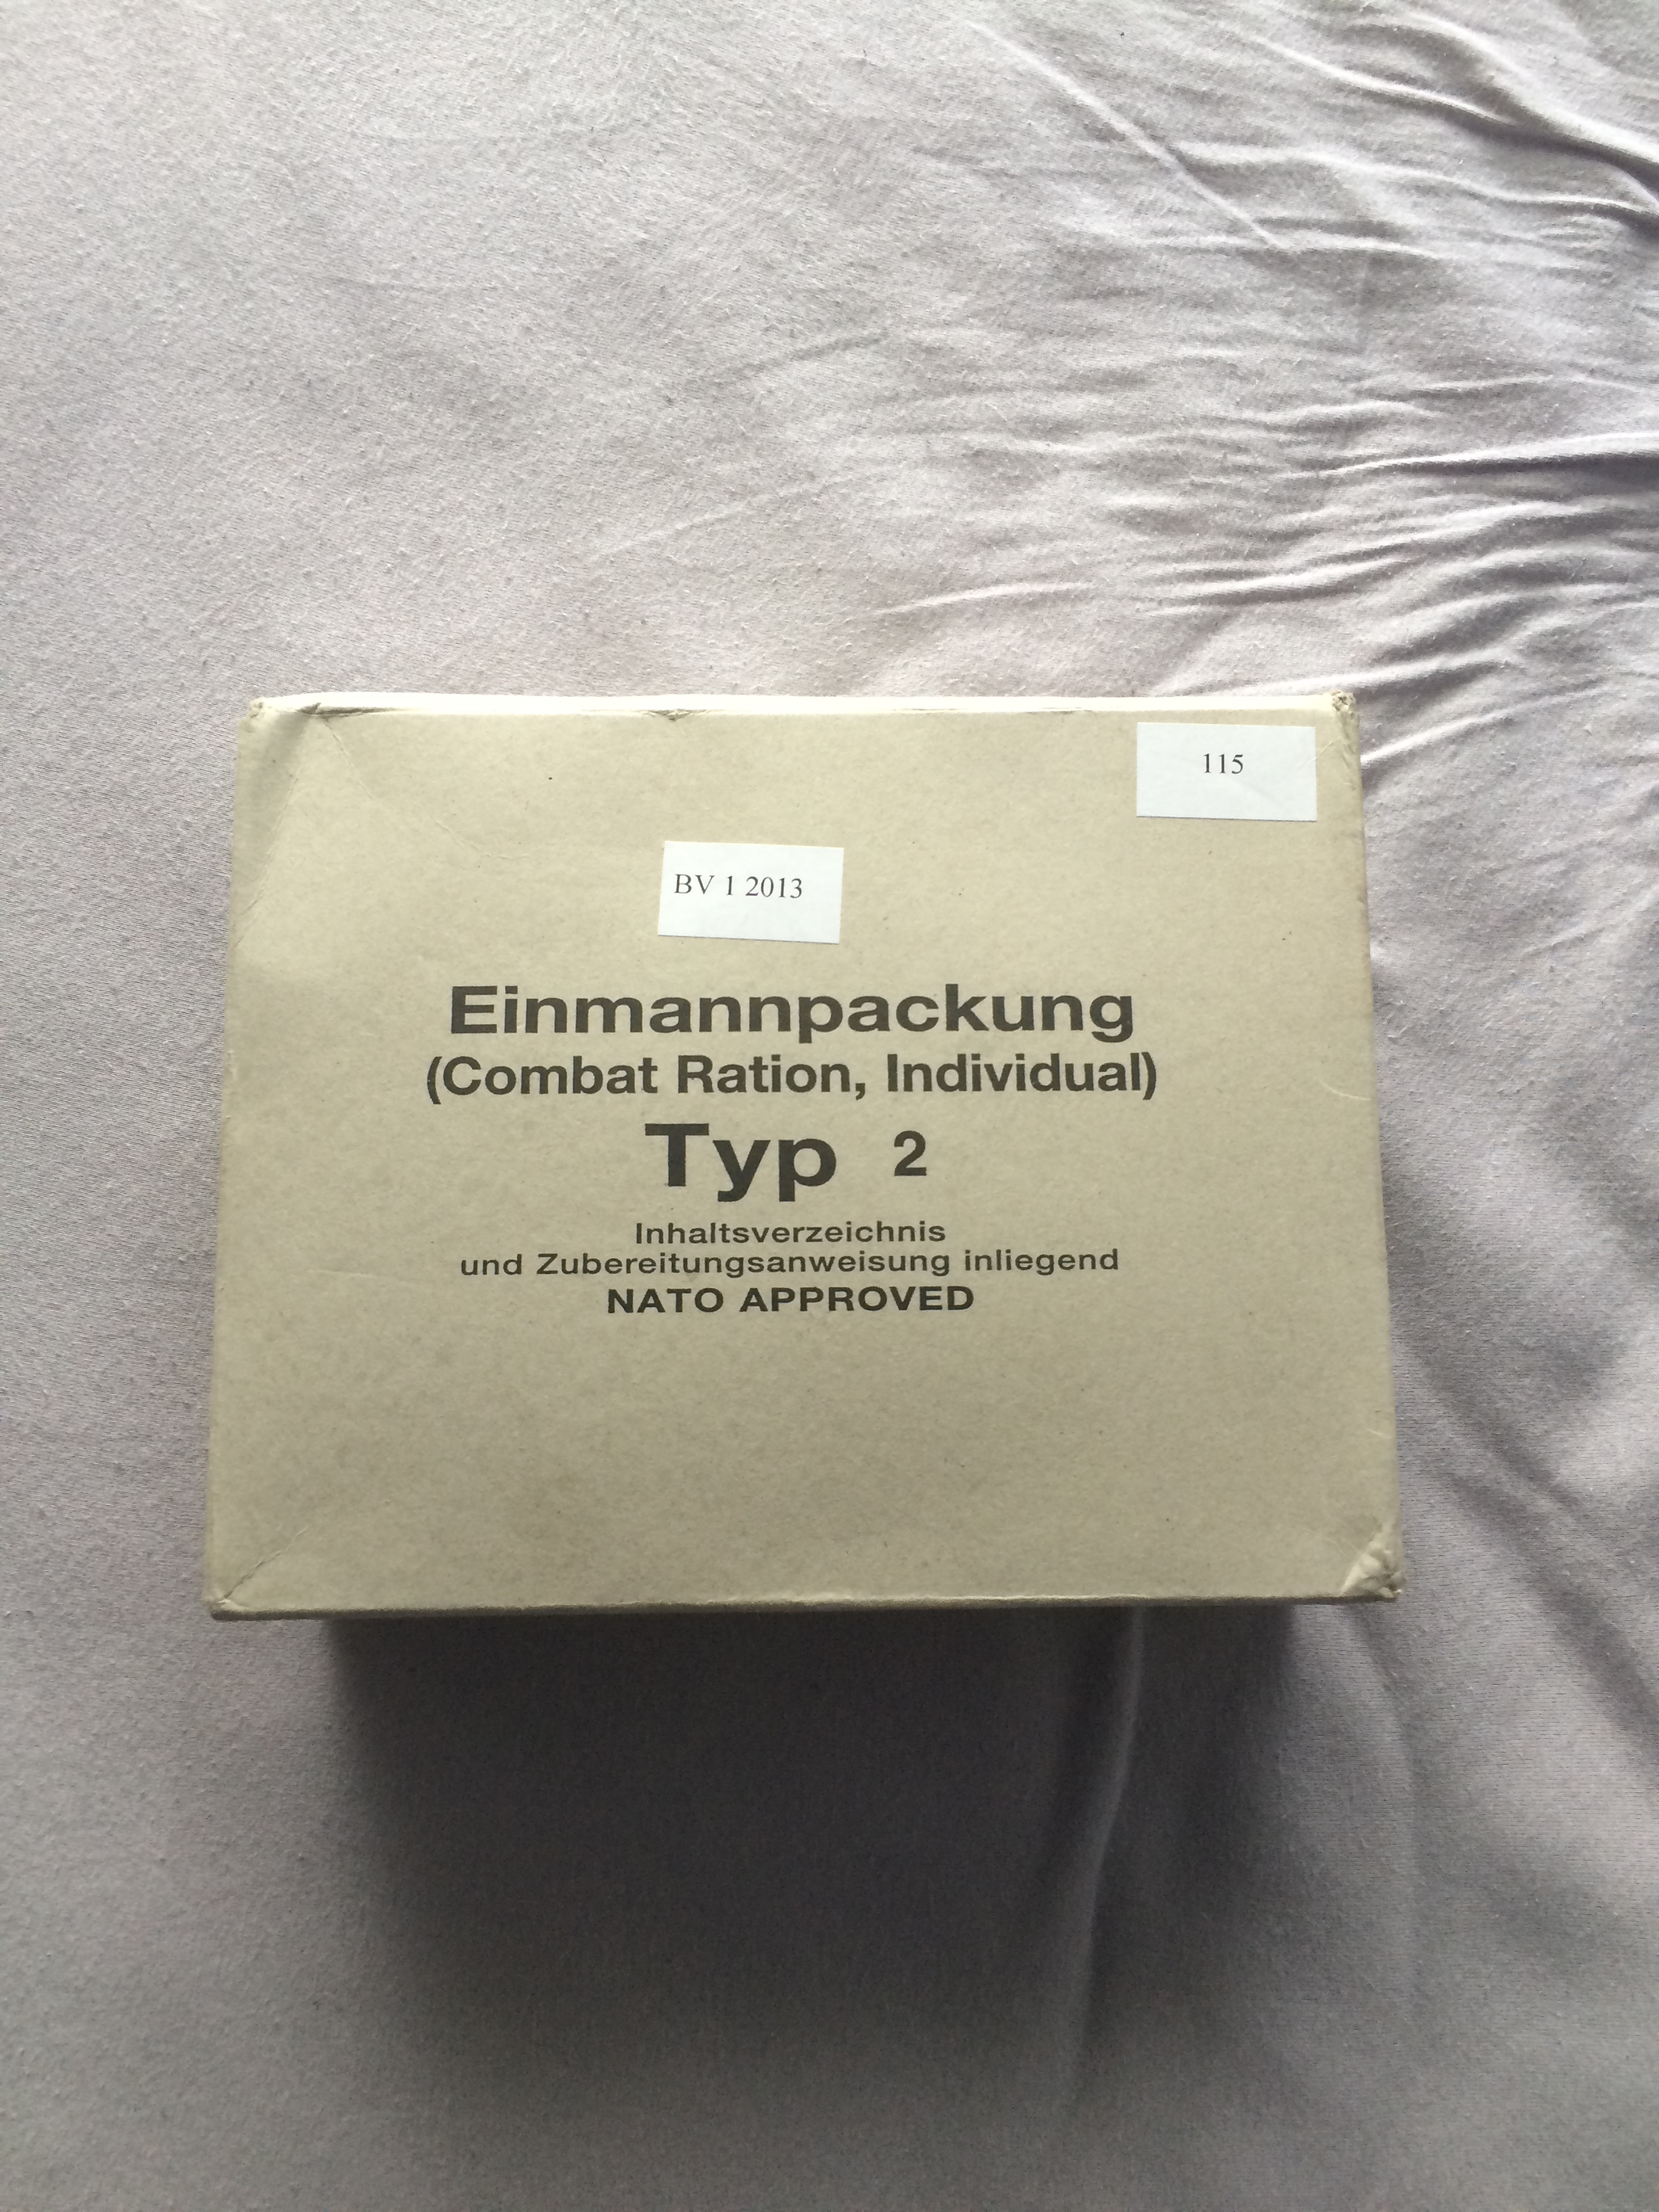 115
BV 1 2013
Einmannpackung
(Combat Ration, Individual)
Typ 2
Inhaltsverzeichnis
und Zubereitungsanweisung inliegend
NATO APPROVED